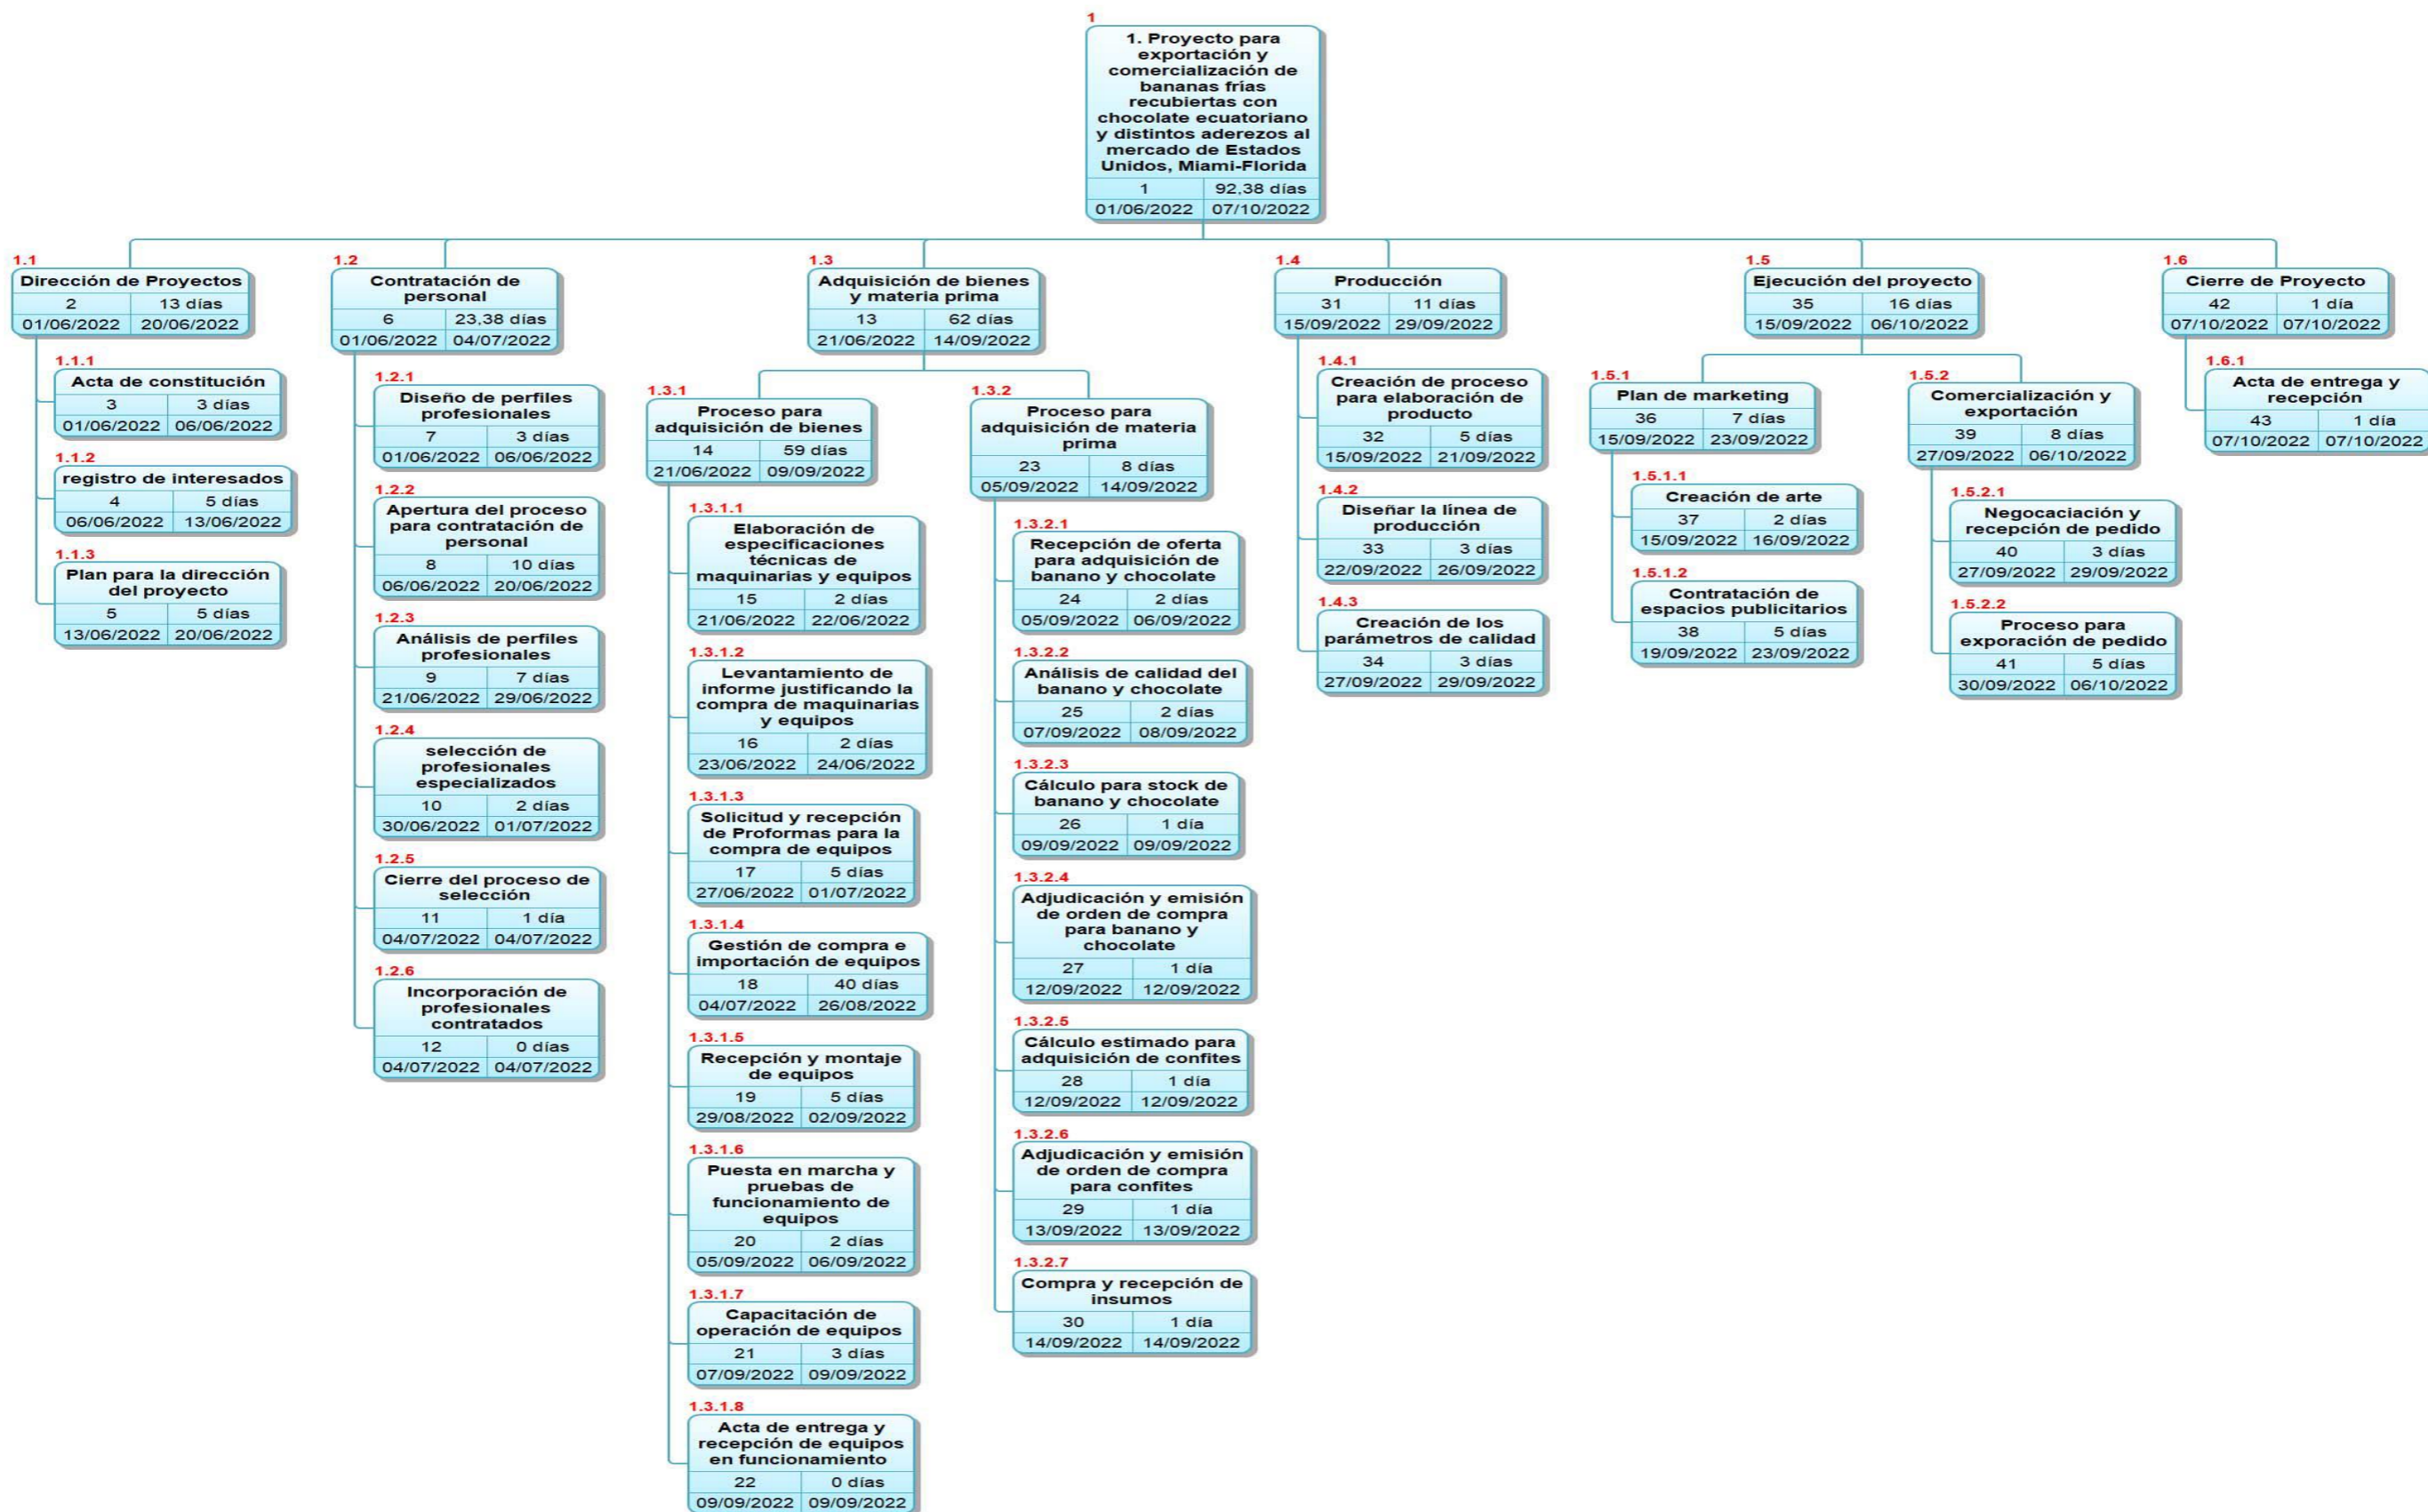 1
1. Proyecto para
exportación y
comercialización de
bananas frías
recubiertas con
chocolate ecuatoriano
y distintos aderezos al
mercado de Estados
Unidos, Miami-Florida
1 92,38 días
01/06/2022 07/10/2022
1.1
Dirección de Proyectos
2 13 días
01/06/2022 20/06/2022
1.1.1
Acta de constitución
3 3 días
01/06/2022 06/06/2022
1.1.2
registro de interesados
4 5 días
06/06/2022 13/06/2022
1.1.3
Plan para la dirección
del proyecto
5 5 días
13/06/2022 20/06/2022
1.2
Contratación de
personal
6 23,38 días
01/06/2022 04/07/2022
1.2.1
Diseño de perfiles
profesionales
7 3 días
01/06/2022 06/06/2022
1.2.2
Apertura del proceso
para contratación de
personal
8 10 días
06/06/2022 20/06/2022
1.2.3
Análisis de perfiles
profesionales
9 7 días
21/06/2022 29/06/2022
1.2.4
selección de
profesionales
especializados
10 2 días
30/06/2022 01/07/2022
1.2.5
Cierre del proceso de
selección
11 1 día
04/07/2022 04/07/2022
1.2.6
Incorporación de
profesionales
contratados
12 0 días
04/07/2022 04/07/2022
1.3
Adquisición de bienes
y materia prima
13 62 días
21/06/2022 14/09/2022
1.3.1
Proceso para
adquisición de bienes
14 59 días
21/06/2022 09/09/2022
1.3.1.1
Elaboración de
especificaciones
técnicas de
maquinarias y equipos
15 2 días
21/06/2022 22/06/2022
1.3.1.2
Levantamiento de
informe justificando la
compra de maquinarias
y equipos
16 2 días
23/06/2022 24/06/2022
1.3.1.3
Solicitud y recepción
de Proformas para la
compra de equipos
17 5 días
27/06/2022 01/07/2022
1.3.1.4
Gestión de compra e
importación de equipos
18 40 días
04/07/2022 26/08/2022
1.3.1.5
Recepción y montaje
de equipos
19 5 días
29/08/2022 02/09/2022
1.3.1.6
Puesta en marcha y
pruebas de
funcionamiento de
equipos
20 2 días
05/09/2022 06/09/2022
1.3.1.7
Capacitación de
operación de equipos
21 3 días
07/09/2022 09/09/2022
1.3.1.8
Acta de entrega y
recepción de equipos
en funcionamiento
22 0 días
09/09/2022 09/09/2022
1.3.2
Proceso para
adquisición de materia
prima
23 8 días
05/09/2022 14/09/2022
1.3.2.1
Recepción de oferta
para adquisición de
banano y chocolate
24 2 días
05/09/2022 06/09/2022
1.3.2.2
Análisis de calidad del
banano y chocolate
25 2 días
07/09/2022 08/09/2022
1.3.2.3
Cálculo para stock de
banano y chocolate
26 1 día
09/09/2022 09/09/2022
1.3.2.4
Adjudicación y emisión
de orden de compra
para banano y
chocolate
27 1 día
12/09/2022 12/09/2022
1.3.2.5
Cálculo estimado para
adquisición de confites
28 1 día
12/09/2022 12/09/2022
1.3.2.6
Adjudicación y emisión
de orden de compra
para confites
29 1 día
13/09/2022 13/09/2022
1.3.2.7
Compra y recepción de
insumos
30 1 día
14/09/2022 14/09/2022
1.4
Producción
31 11 días
15/09/2022 29/09/2022
1.4.1
Creación de proceso
para elaboración de
producto
32 5 días
15/09/2022 21/09/2022
1.4.2
Diseñar la línea de
producción
33 3 días
22/09/2022 26/09/2022
1.4.3
Creación de los
parámetros de calidad
34 3 días
27/09/2022 29/09/2022
1.5
Ejecución del proyecto
35 16 días
15/09/2022 06/10/2022
1.5.1
Plan de marketing
36 7 días
15/09/2022 23/09/2022
1.5.1.1
Creación de arte
37 2 días
15/09/2022 16/09/2022
1.5.1.2
Contratación de
espacios publicitarios
38 5 días
19/09/2022 23/09/2022
1.5.2
Comercialización y
exportación
39 8 días
27/09/2022 06/10/2022
1.5.2.1
Negocaciación y
recepción de pedido
40 3 días
27/09/2022 29/09/2022
1.5.2.2
Proceso para
exporación de pedido
41 5 días
30/09/2022 06/10/2022
1.6
Cierre de Proyecto
42 1 día
07/10/2022 07/10/2022
1.6.1
Acta de entrega y
recepción
43 1 día
07/10/2022 07/10/2022